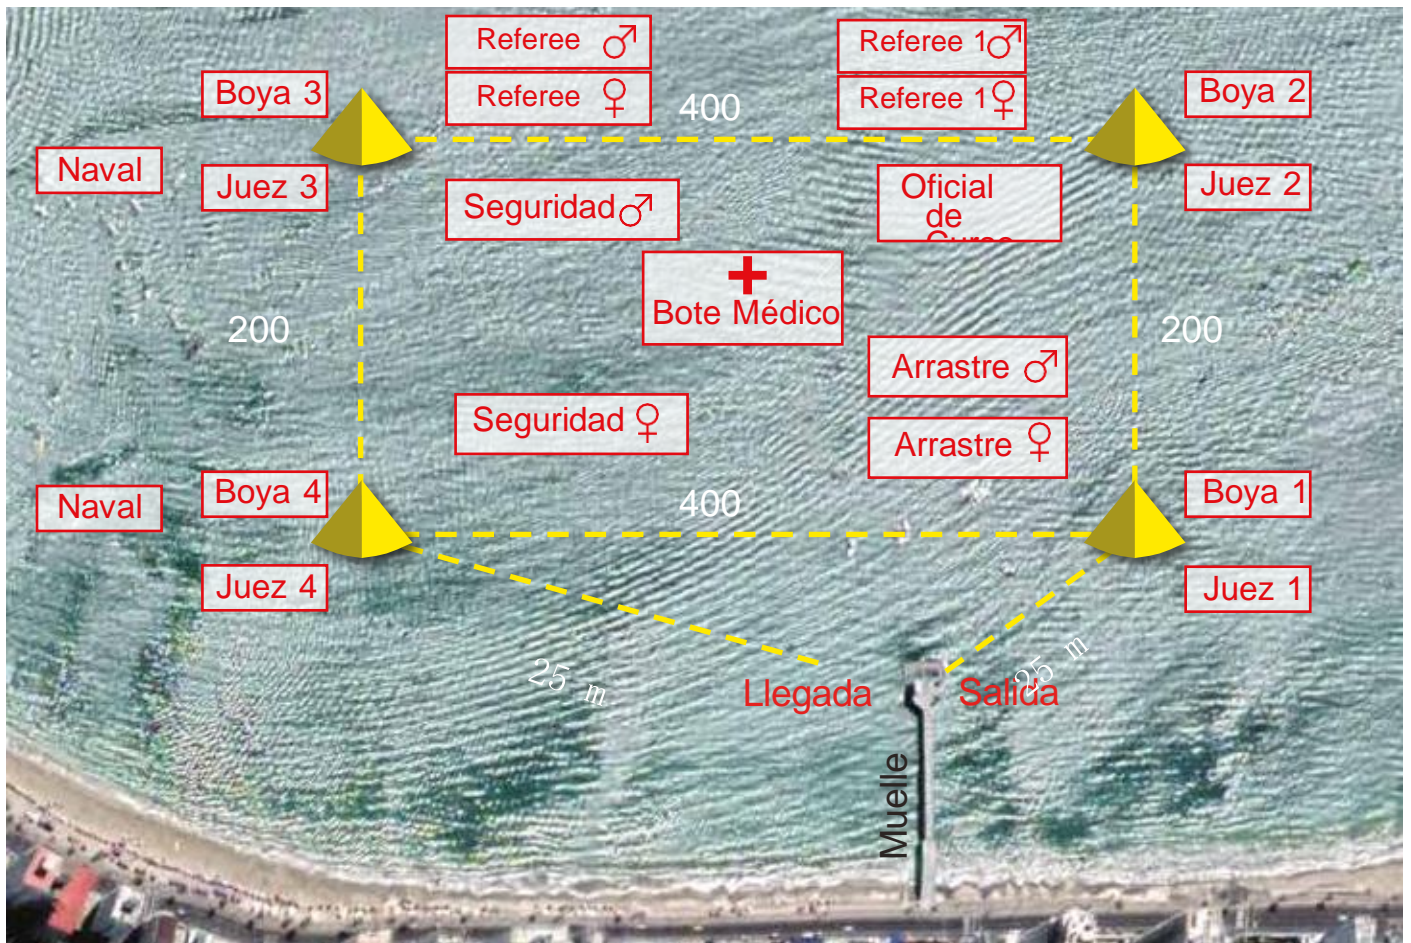 Referee ♂
Referee 1♂
Boya 3
Referee ♀
400
Referee 1♀
Boya 2
Naval
Juez 3
Seguridad ♂
Oficial
de
Curso
Juez 2
Bote Médico
200
200
Arrastre ♂
Seguridad ♀
Arrastre ♀
Naval
Boya 4
400
Boya 1
Juez 4
Juez 1
25 m
25 m
Llegada
Salida
Muelle